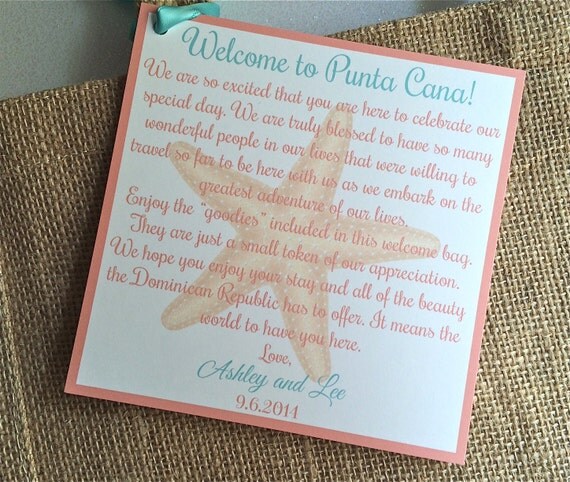 Welcome to Punta Cana!
We are so excited that you are here to celebrate our
special day. We are truly blessed to have so many
wonderful people in our lives that were willing to
travel so far to be here with us as we embark on the
greatest adventure of our lives.
Enjoy the "goodies" included in this welcome bag.
They are just a small token of our appreciation.
We hope you enjoy your stay and all of the beauty
the Dominican Republic has to offer. It means the
world to have you here.
Love,
Ashley and Lee
9.6.2014